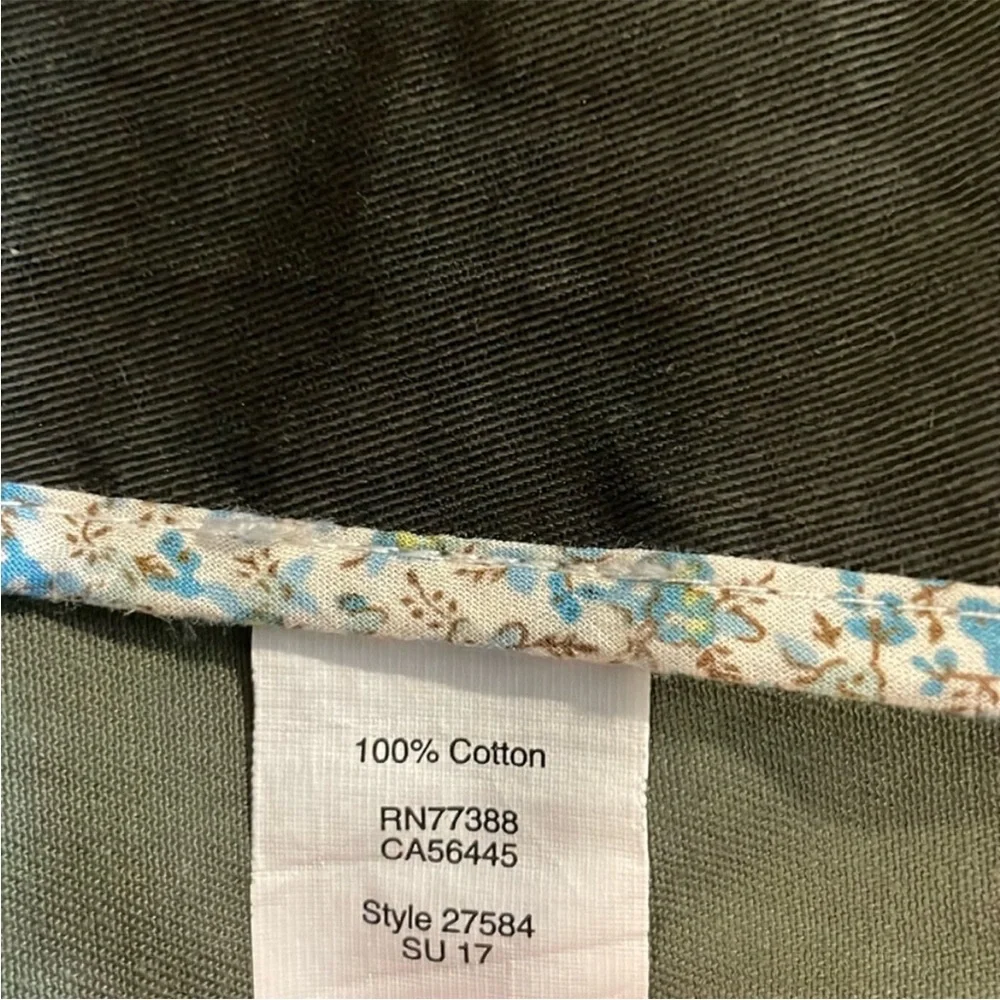 100% Cotton
RN77388
CA56445
Style 27584
SU 17